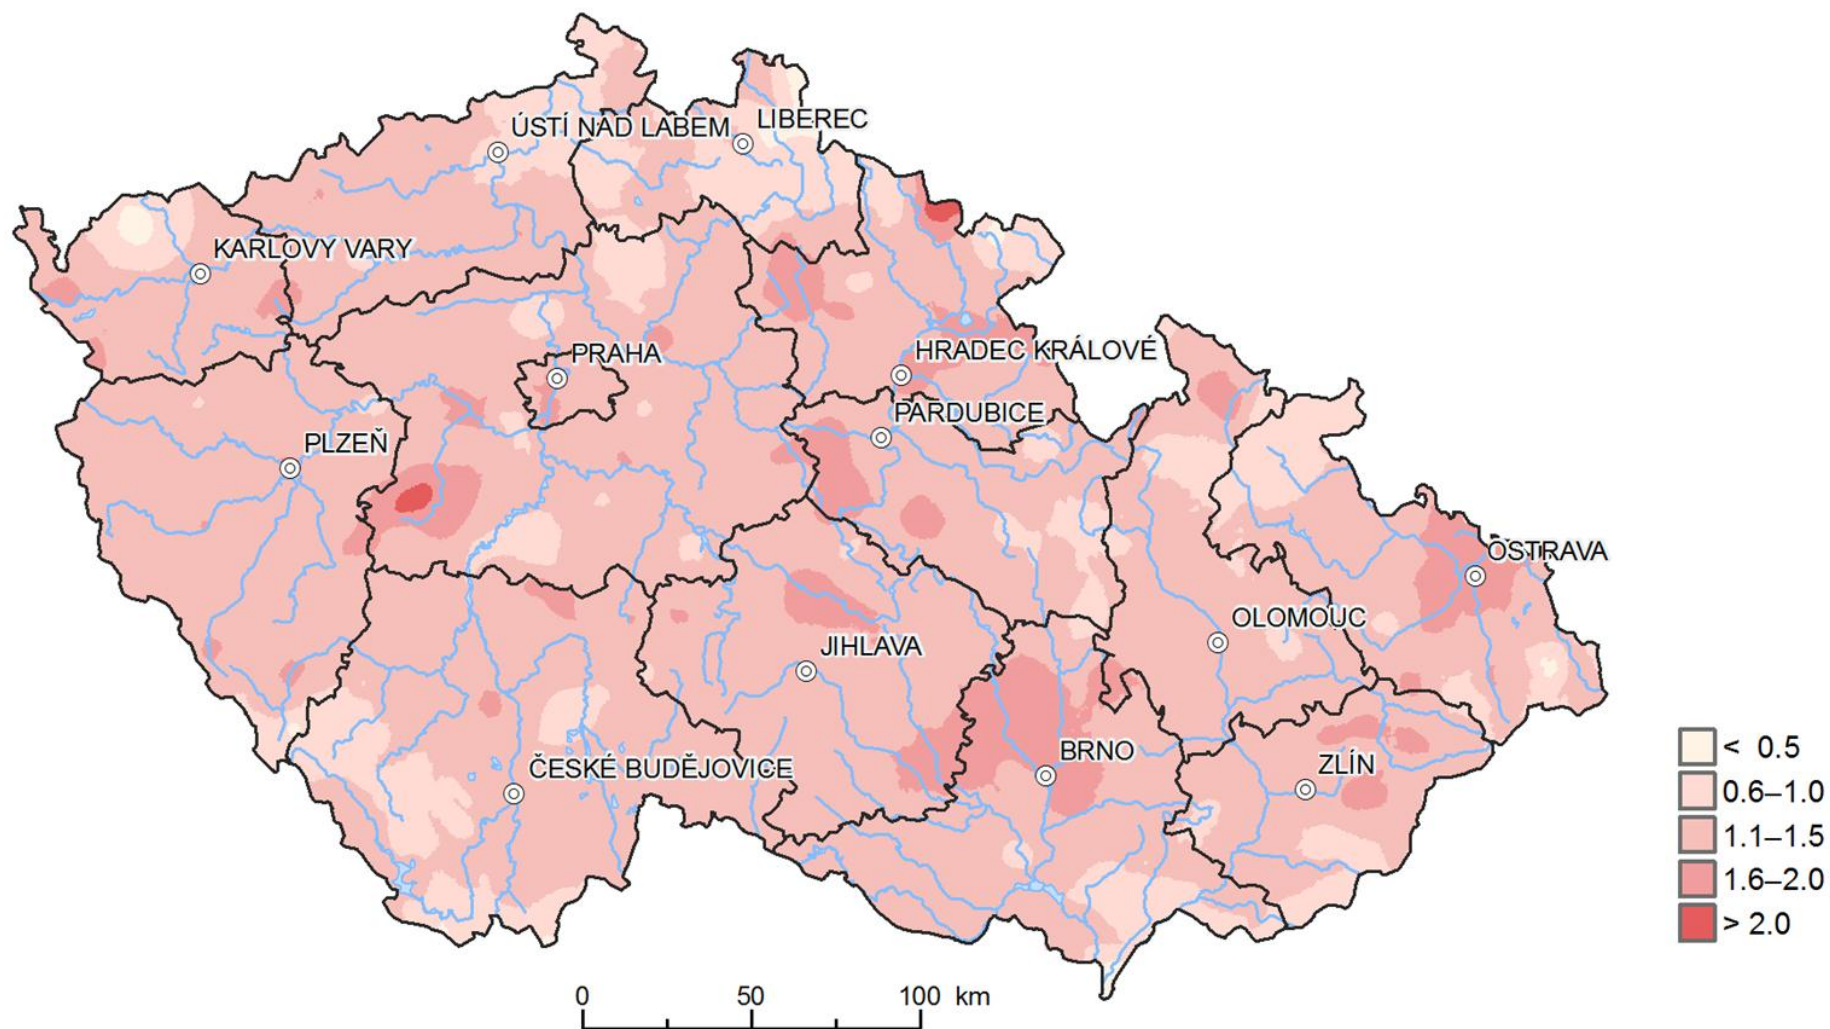 ÚSTÍ NAD LABEM
LIBEREC
KARLOVY VARY
PRAHA
HRADEC KRÁLOVÉ
PARDUBICE
PLZEŇ
OSTRAVA
OLOMOUC
JIHLAVA
BRNO
ČESKÉ BUDĚJOVICE
ZLÍN
< 0.5
0.6–1.0
1.1–1.5
1.6–2.0
> 2.0
0 50 100 km